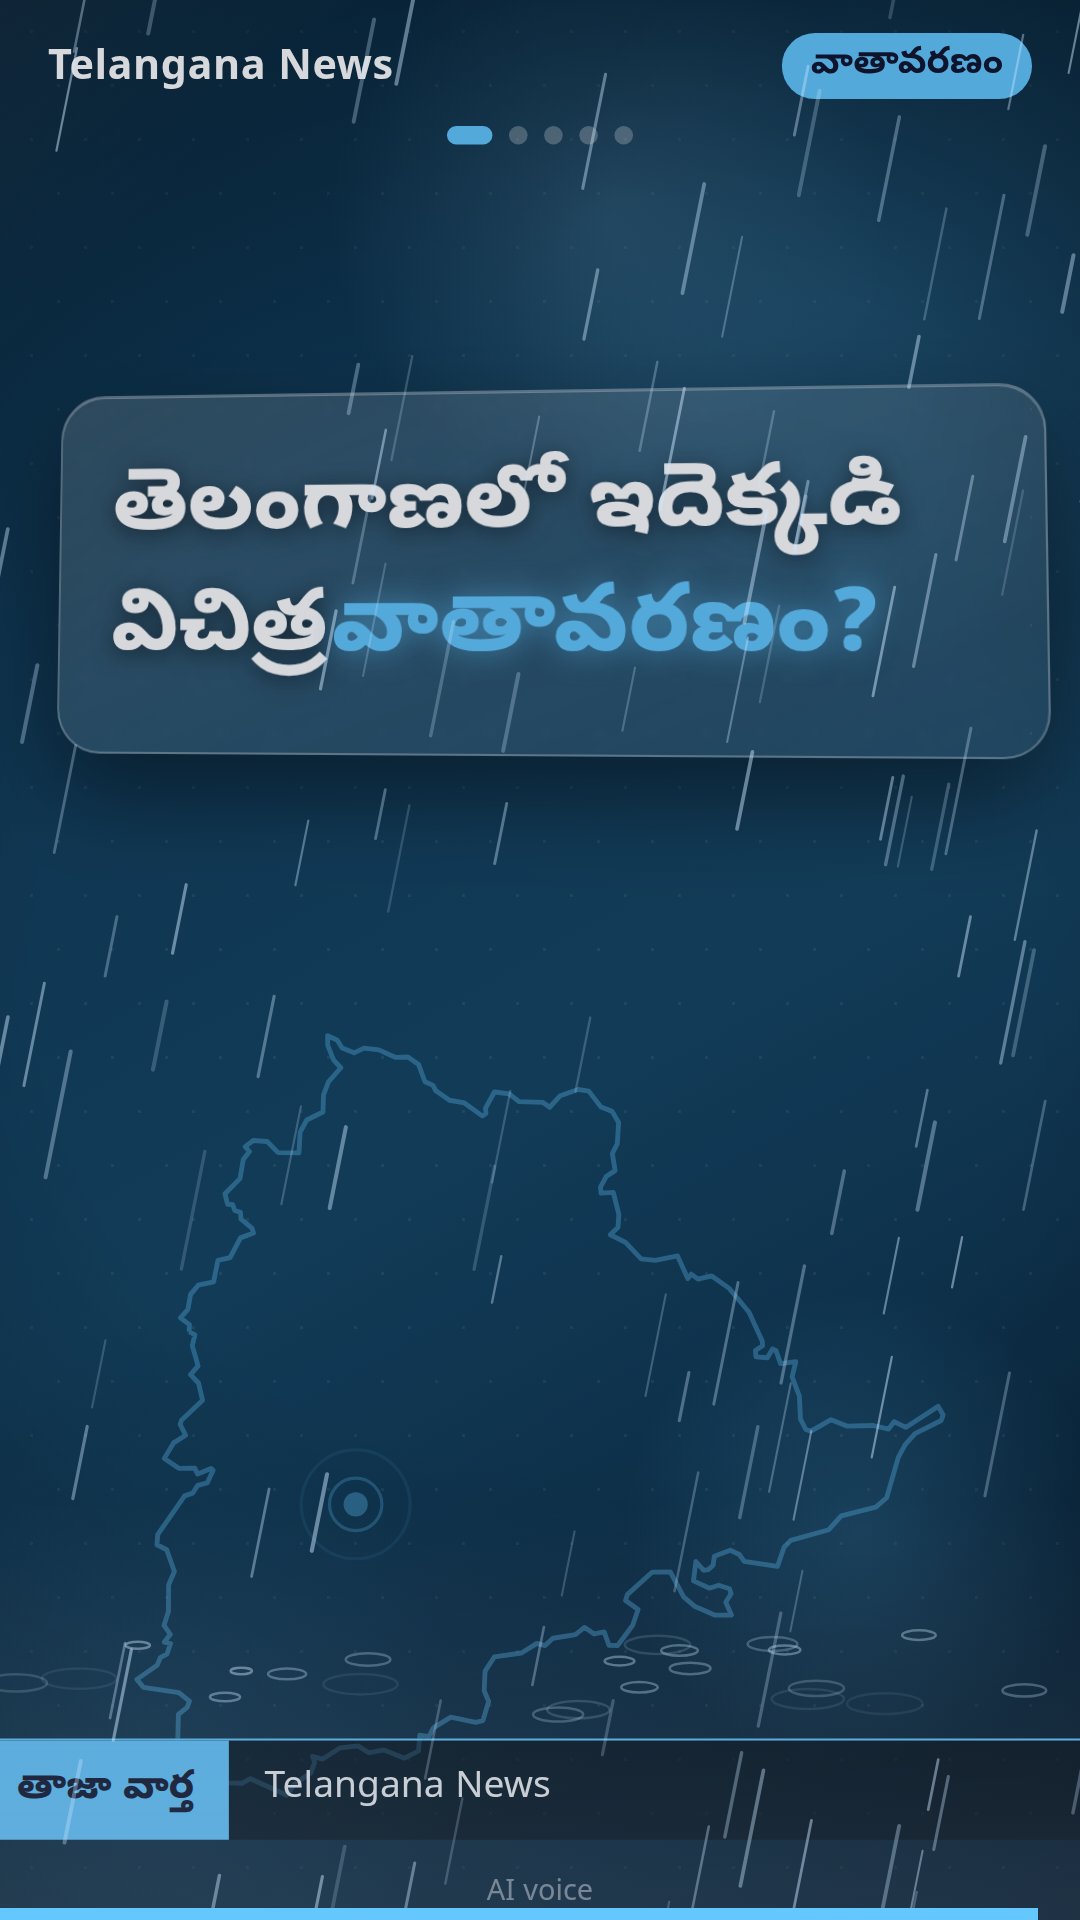 Telangana News
వాతావరణం
తెలంగాణలో ఇదెక్కడి
విచిత్రవాతావరణం?
తాజా వార్త
Telangana News
AI voice